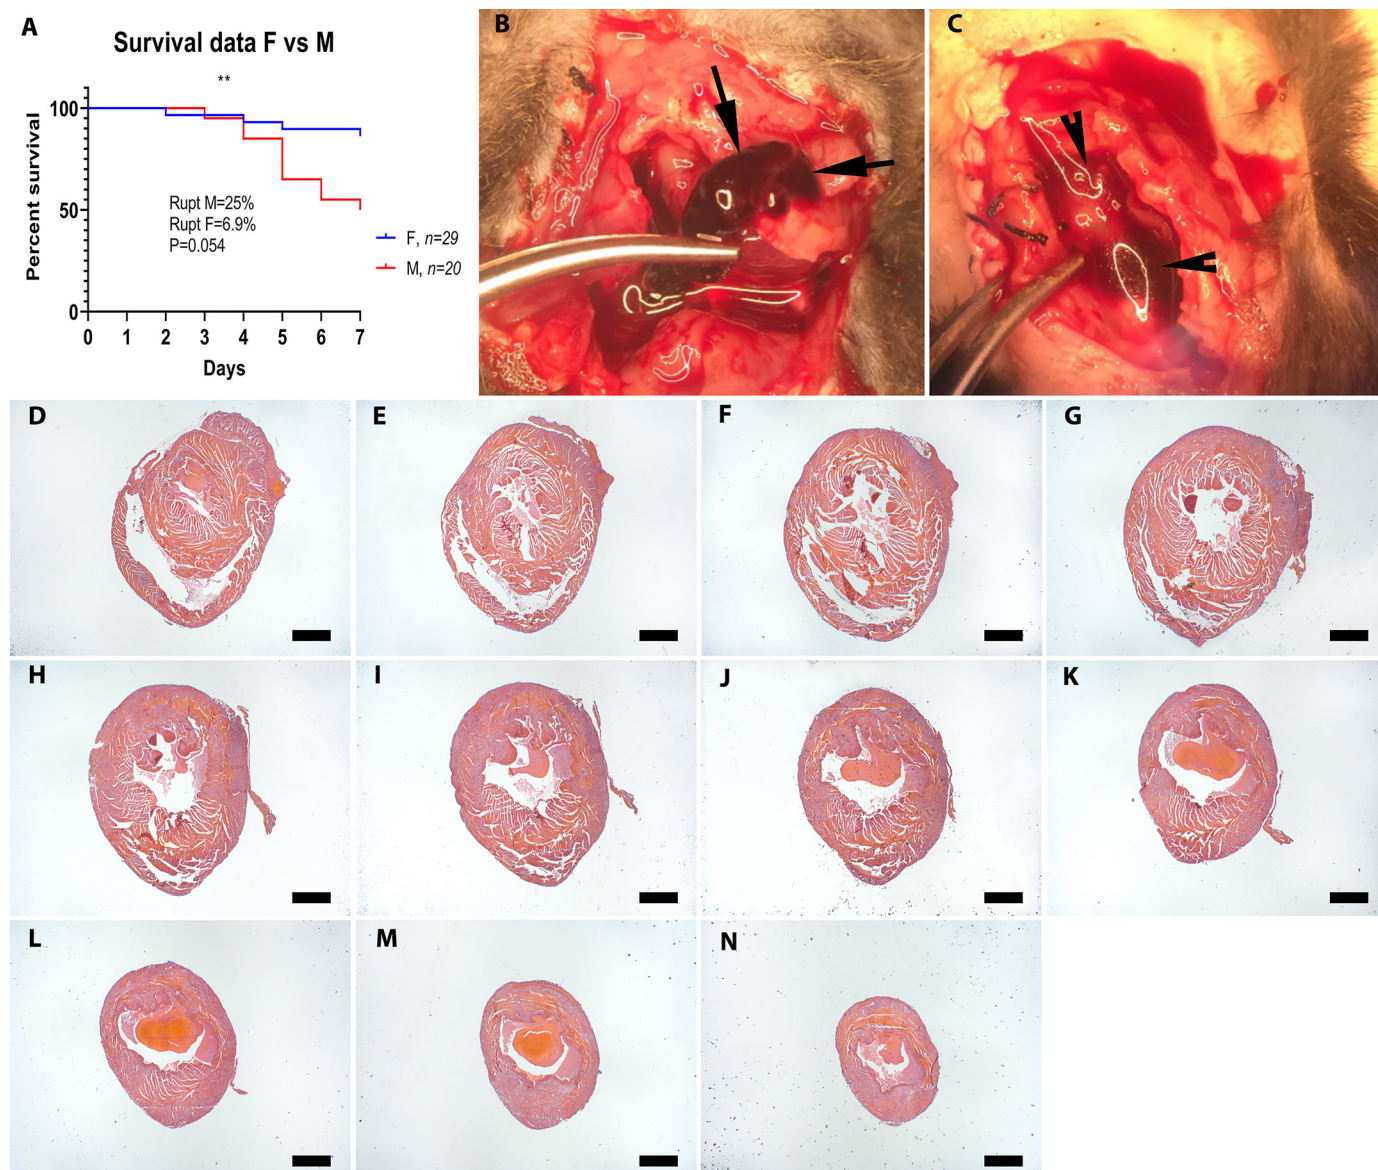 A
Survival data F vs M
**
100
50
0
Percent survival
Rupt M=25%
Rupt F=6.9%
P=0.054
F, n=29
M, n=20
0 1 2 3 4 5 6 7
Days
B
C
D
E
F
G
H
I
J
K
L
M
N